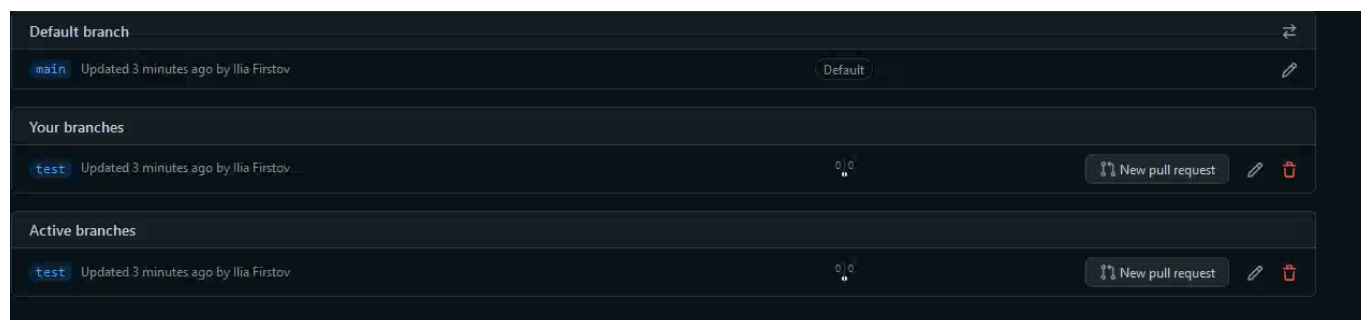 Default branch
main Updated 3 minutes ago by Ilia Firstov Default
Your branches
test Updated 3 minutes ago by Ilia Firstov 0 0 New pull request
Active branches
test Updated 3 minutes ago by Ilia Firstov 0 0 New pull request